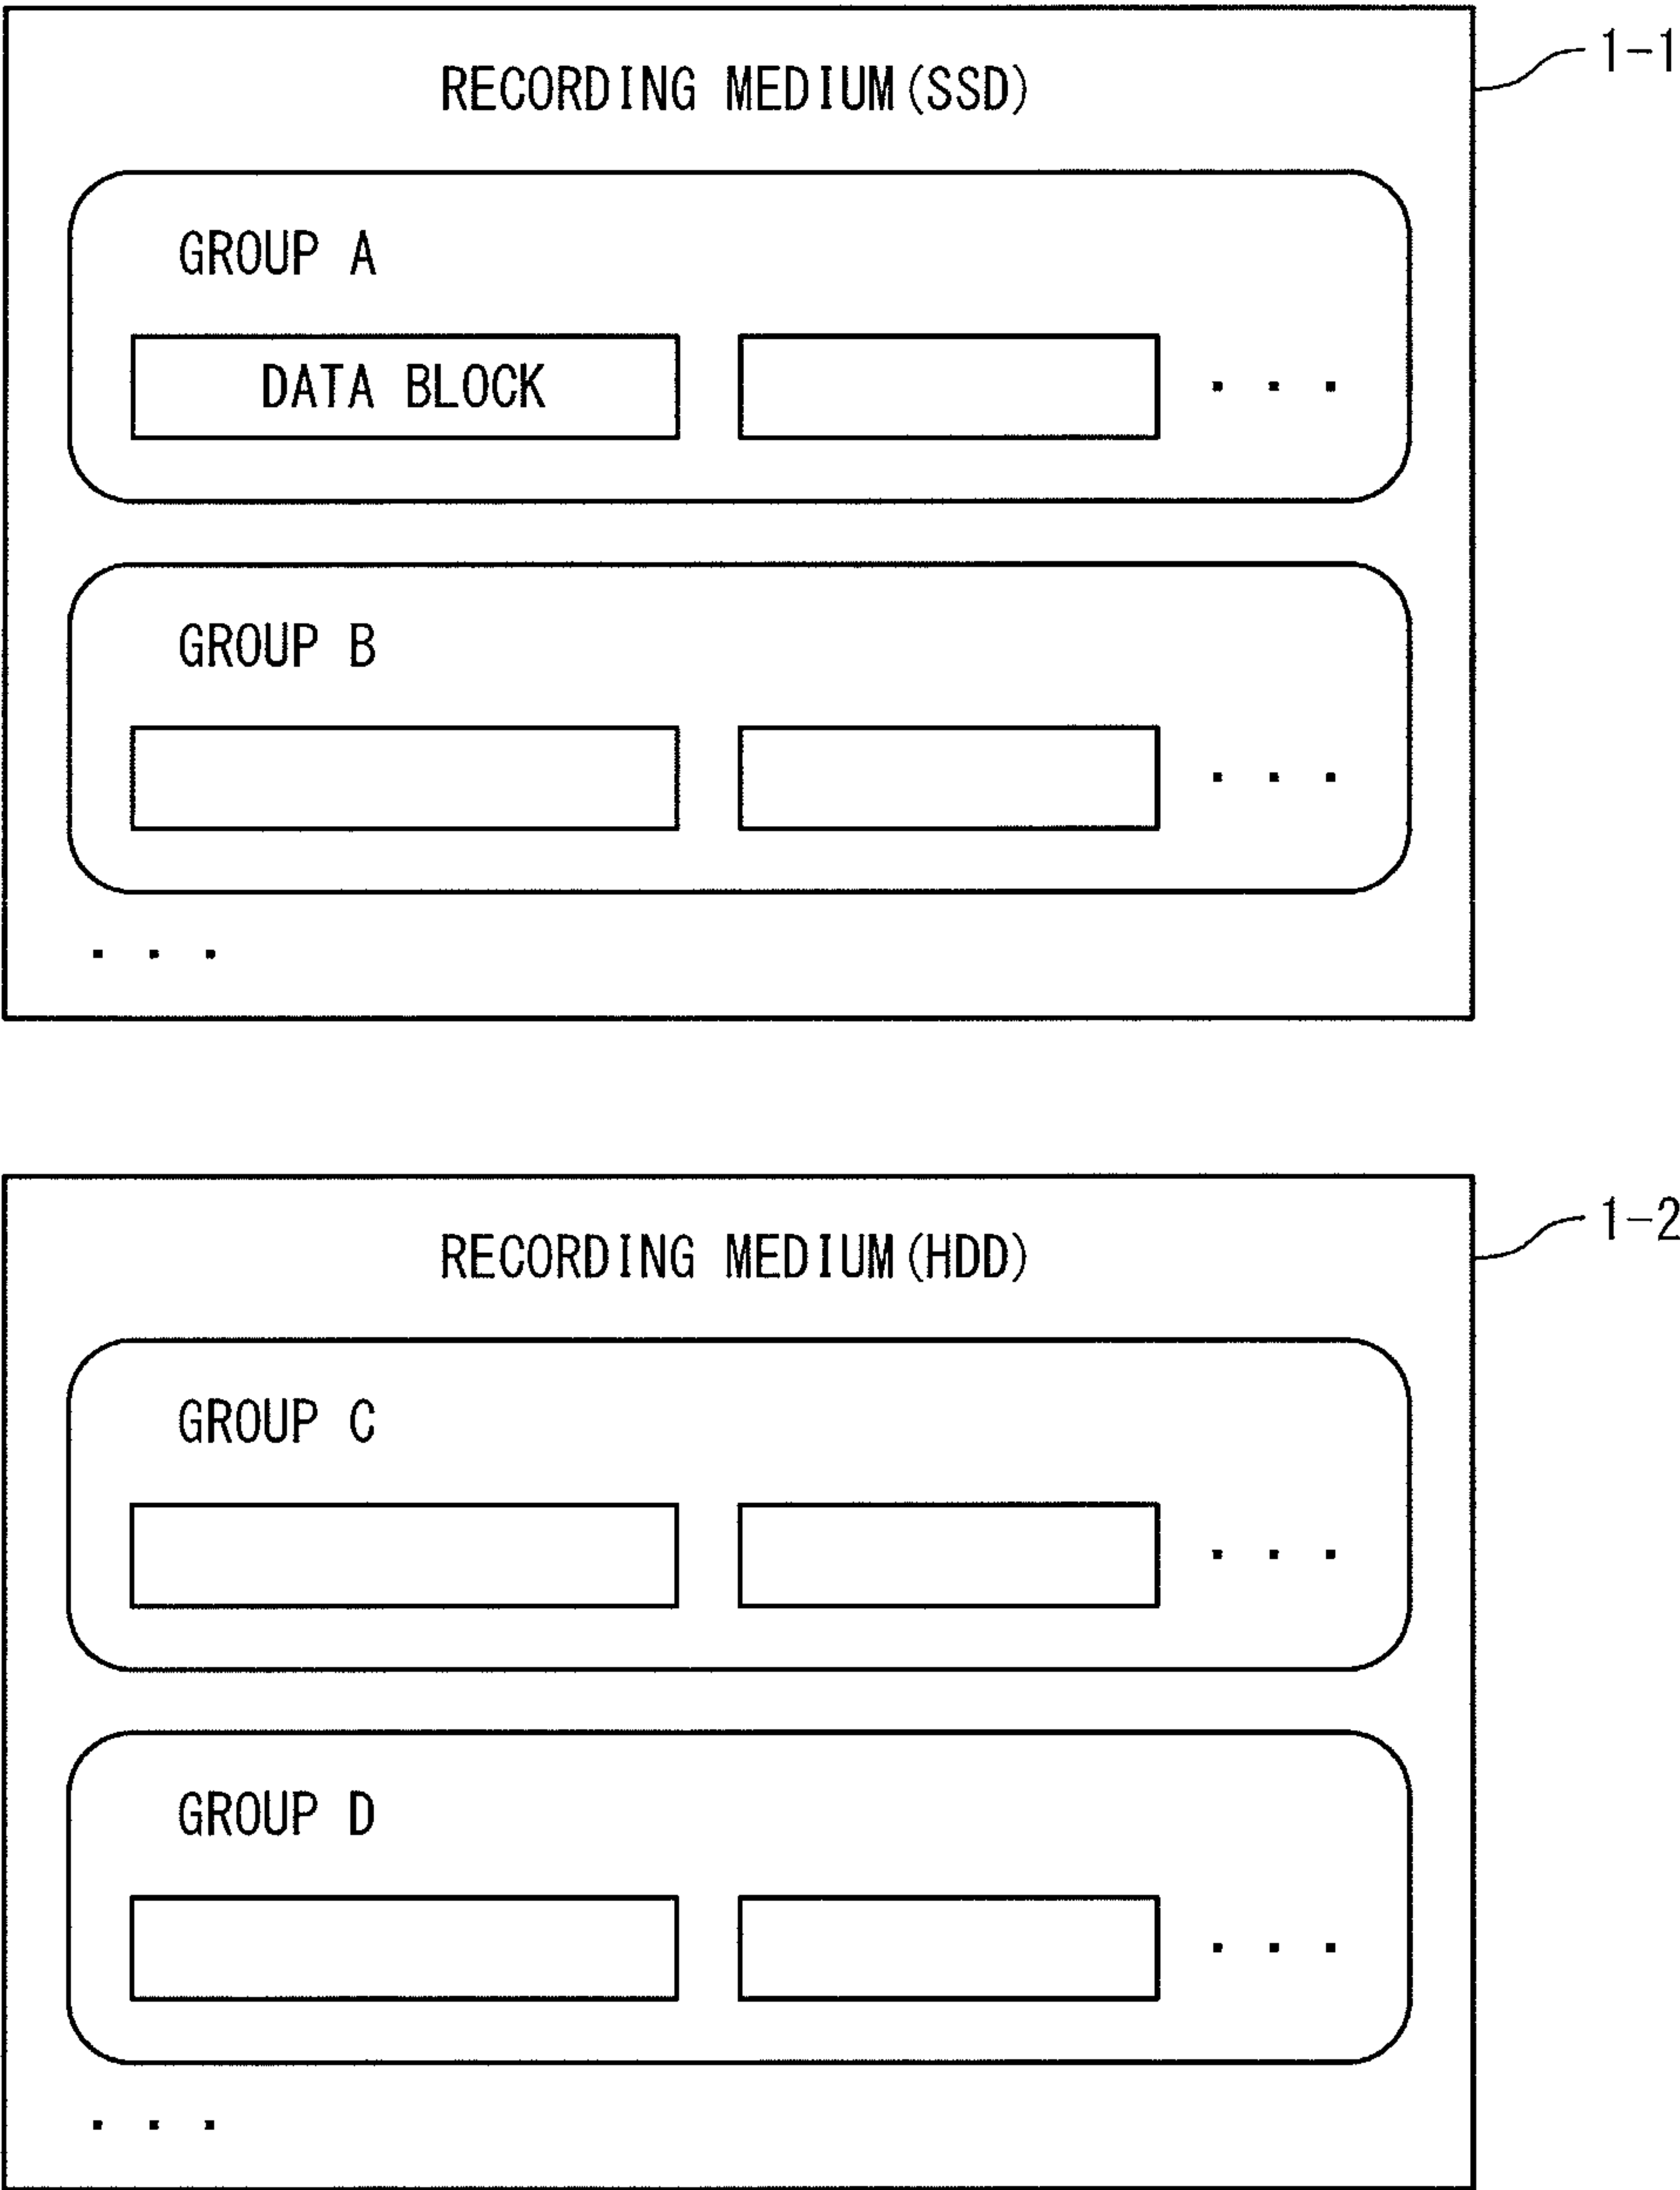 RECORDING MEDIUM(SSD)
1-1
GROUP A
DATA BLOCK
. . .
GROUP B
. . .
. . .
RECORDING MEDIUM(HDD)
1-2
GROUP C
. . .
GROUP D
. . .
. . .